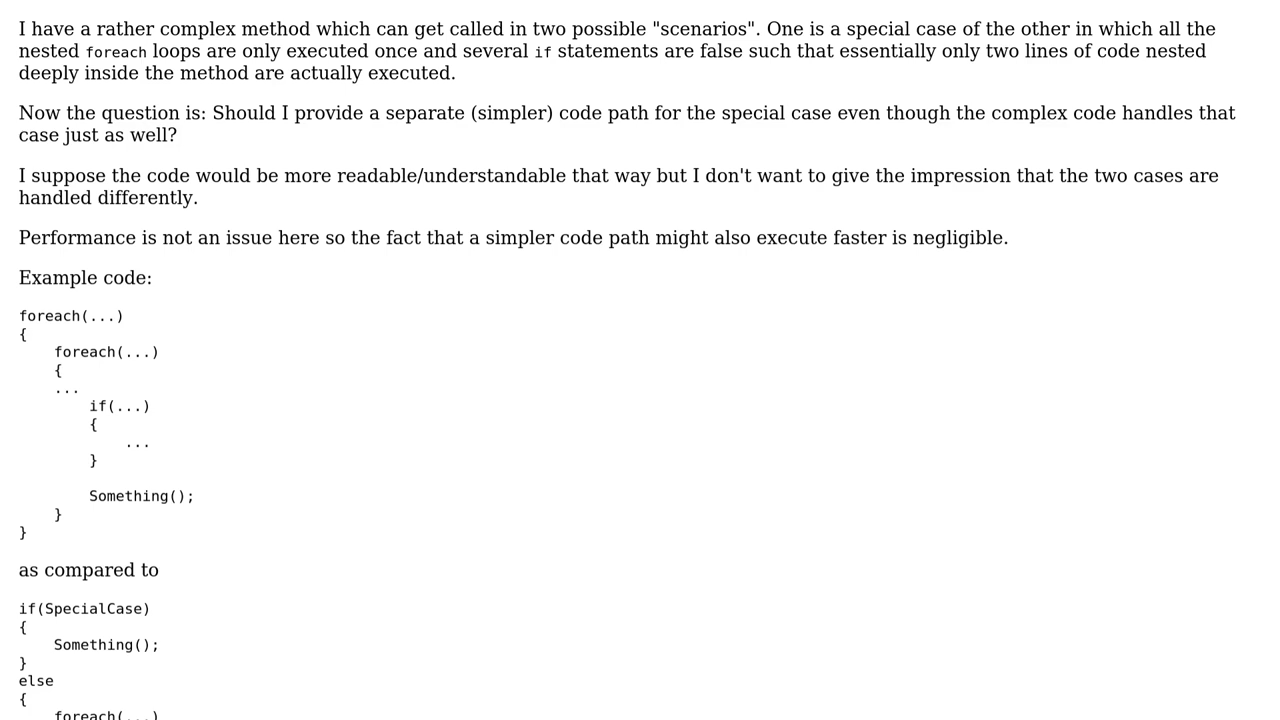 I have a rather complex method which can get called in two possible "scenarios". One is a special case of the other in which all the
nested foreach loops are only executed once and several if statements are false such that essentially only two lines of code nested
deeply inside the method are actually executed.
Now the question is: Should I provide a separate (simpler) code path for the special case even though the complex code handles that
case just as well?
I suppose the code would be more readable/understandable that way but I don't want to give the impression that the two cases are
handled differently.
Performance is not an issue here so the fact that a simpler code path might also execute faster is negligible.
Example code:
foreach(...)
{
    foreach(...)
    {
    ...
        if(...)
        {
            ...
        }
        Something();
    }
}
as compared to
if(SpecialCase)
{
    Something();
}
else
{
    foreach(...)